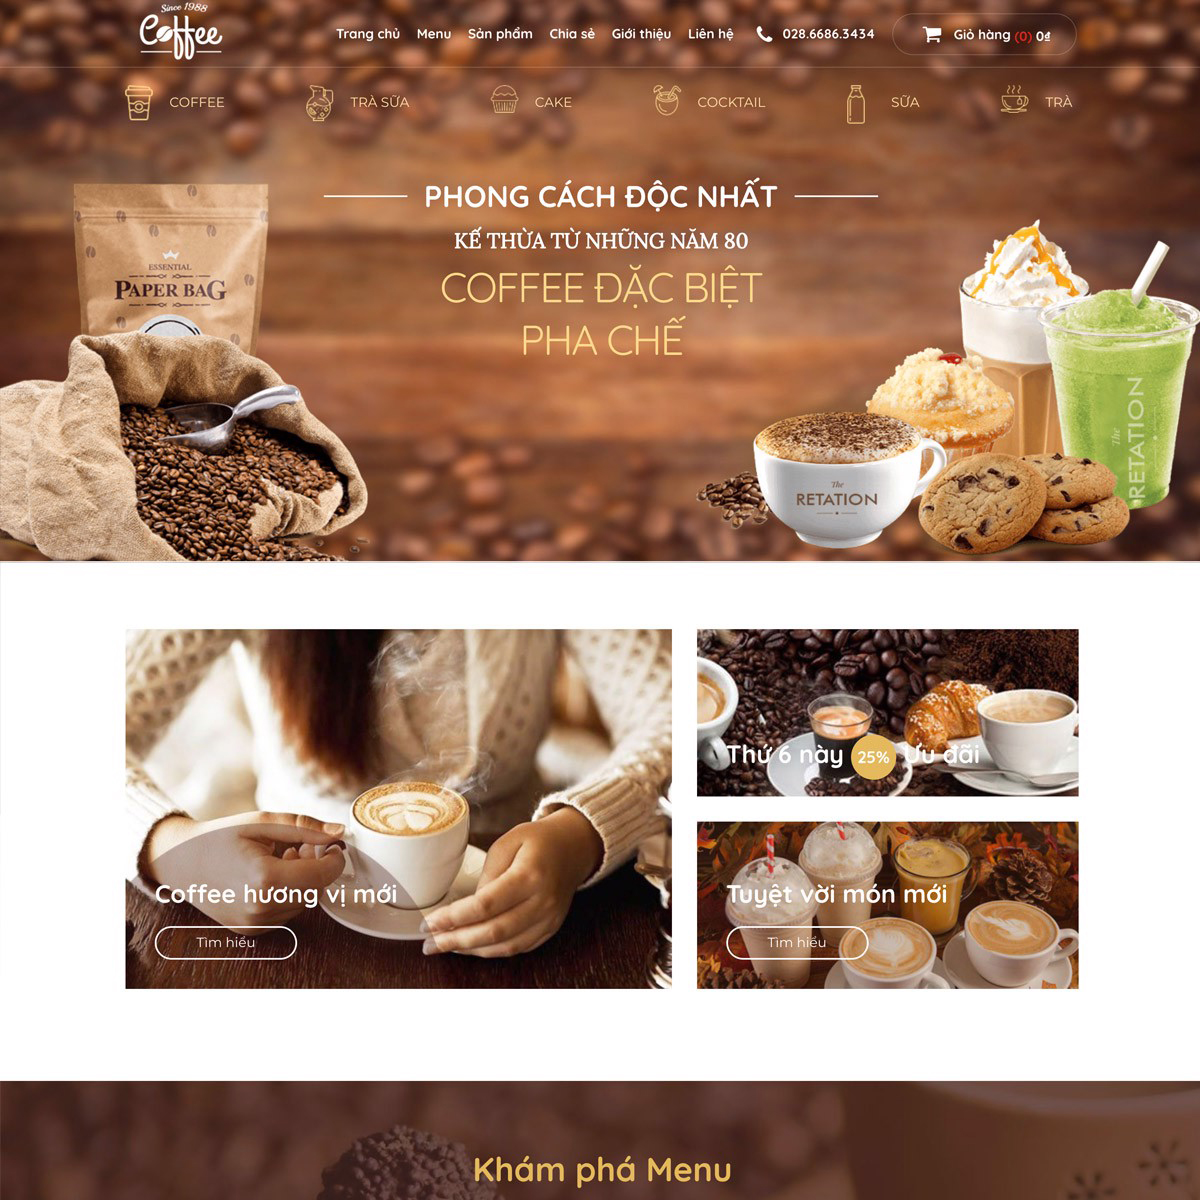 Since 1988
Coffee
Trang chủ Menu Sản phẩm Chia sẻ Giới thiệu Liên hệ 028.6686.3434 Giỏ hàng (0) 0₫
COFFEE TRÀ SỮA CAKE COCKTAIL SỮA TRÀ
PHONG CÁCH ĐỘC NHẤT
KẾ THỪA TỪ NHỮNG NĂM 80
COFFEE ĐẶC BIỆT
PHA CHẾ
ESSENTIAL
PAPER BAG
The
RETATION
The
RETATION
Thứ 6 này 25% Ưu đãi
Coffee hương vị mới
Tìm hiểu
Tuyệt vời món mới
Tìm hiểu
Khám phá Menu